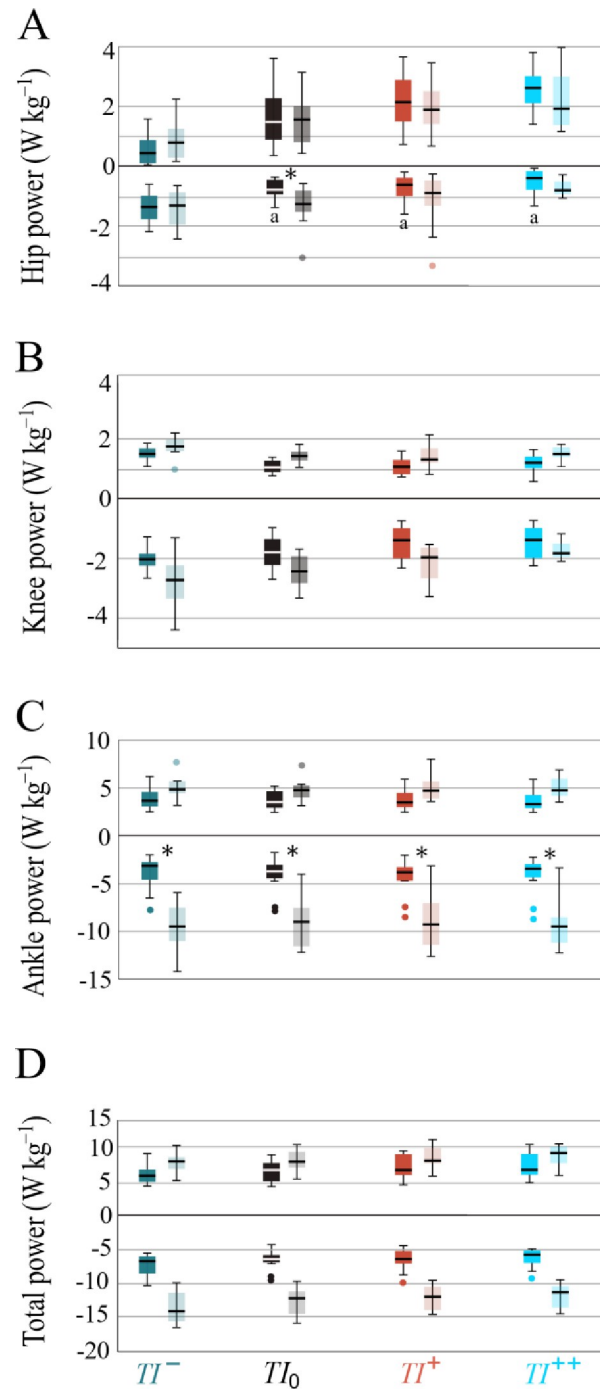 A
Hip power (W kg⁻¹)
4
2
0
-2
-4
*
a
a
a
B
Knee power (W kg⁻¹)
4
2
0
-2
-4
C
Ankle power (W kg⁻¹)
10
5
0
-5
-10
-15
*
*
*
*
D
Total power (W kg⁻¹)
15
10
5
0
-5
-10
-15
-20
TI⁻
TI₀
TI⁺
TI⁺⁺